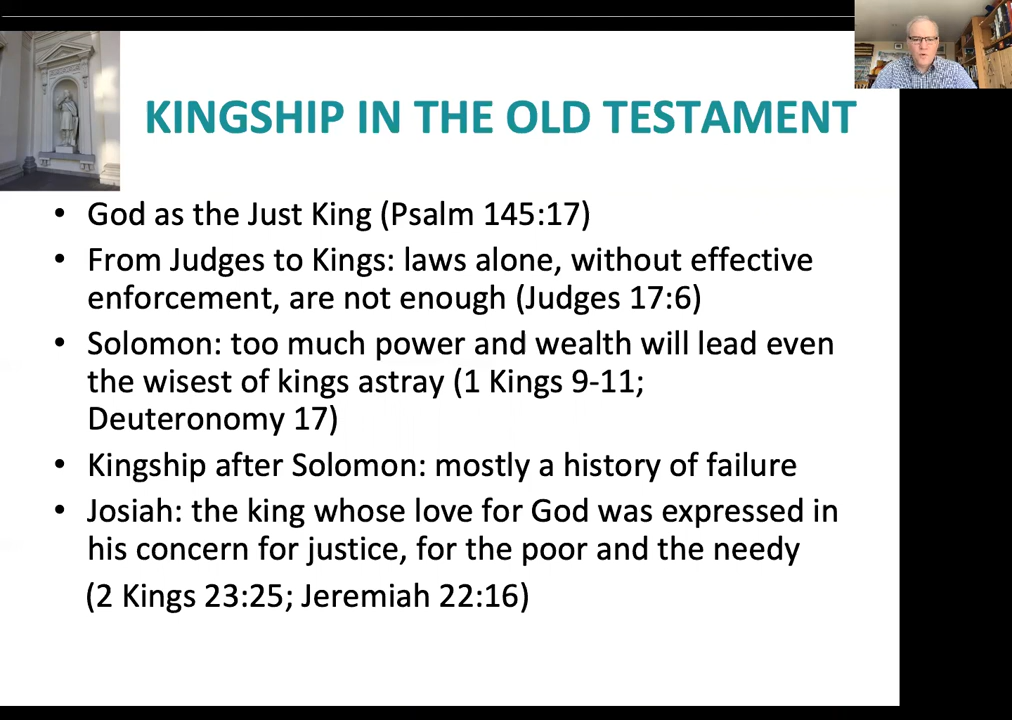 KINGSHIP IN THE OLD TESTAMENT
• God as the Just King (Psalm 145:17)
• From Judges to Kings: laws alone, without effective
enforcement, are not enough (Judges 17:6)
• Solomon: too much power and wealth will lead even
the wisest of kings astray (1 Kings 9-11;
Deuteronomy 17)
• Kingship after Solomon: mostly a history of failure
• Josiah: the king whose love for God was expressed in
his concern for justice, for the poor and the needy
(2 Kings 23:25; Jeremiah 22:16)